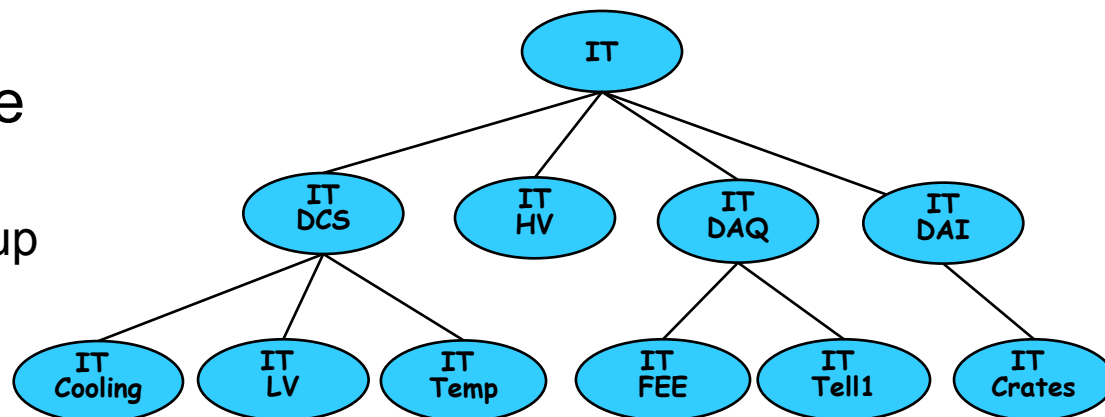 IT
e
IT
DCS
IT
HV
IT
DAQ
IT
DAI
up
IT
Cooling
IT
LV
IT
Temp
IT
FEE
IT
Tell1
IT
Crates